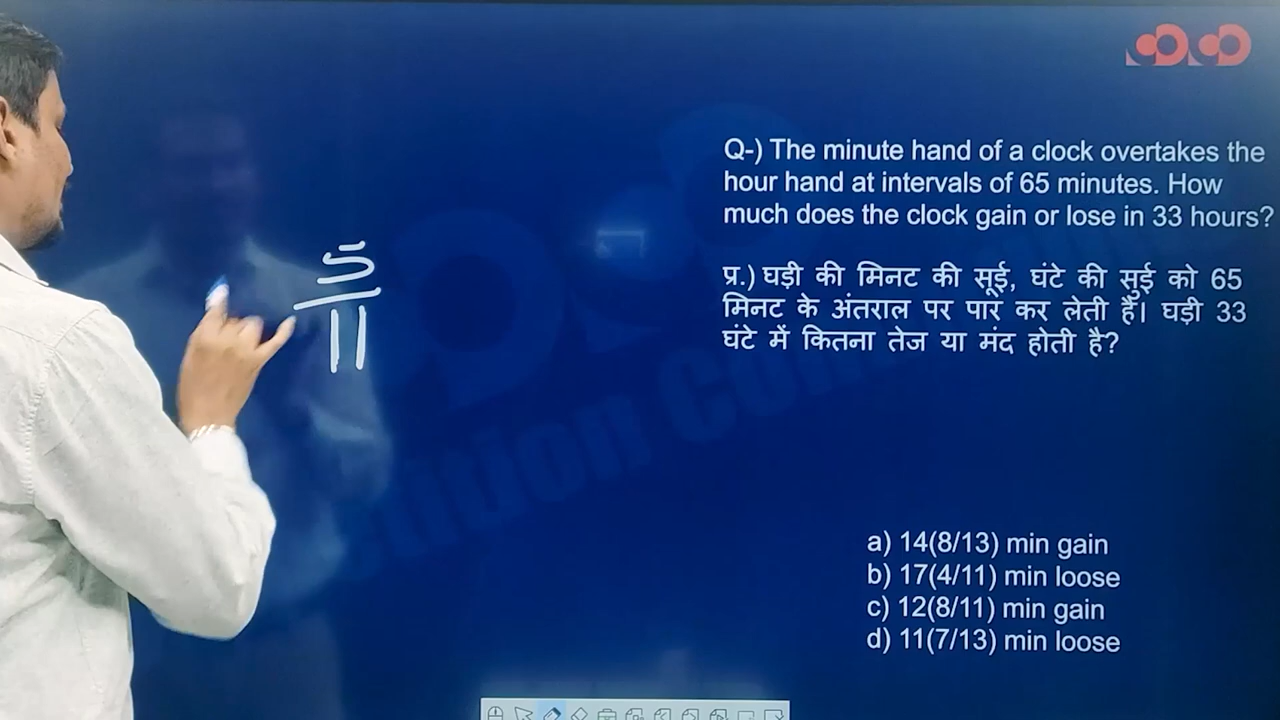 5
11
Q-) The minute hand of a clock overtakes the
hour hand at intervals of 65 minutes. How
much does the clock gain or lose in 33 hours?
प्र.) घड़ी की मिनट की सूई, घंटे की सुई को 65
मिनट के अंतराल पर पार कर लेती है। घड़ी 33
घंटे में कितना तेज या मंद होती है?
a) 14(8/13) min gain
b) 17(4/11) min loose
c) 12(8/11) min gain
d) 11(7/13) min loose